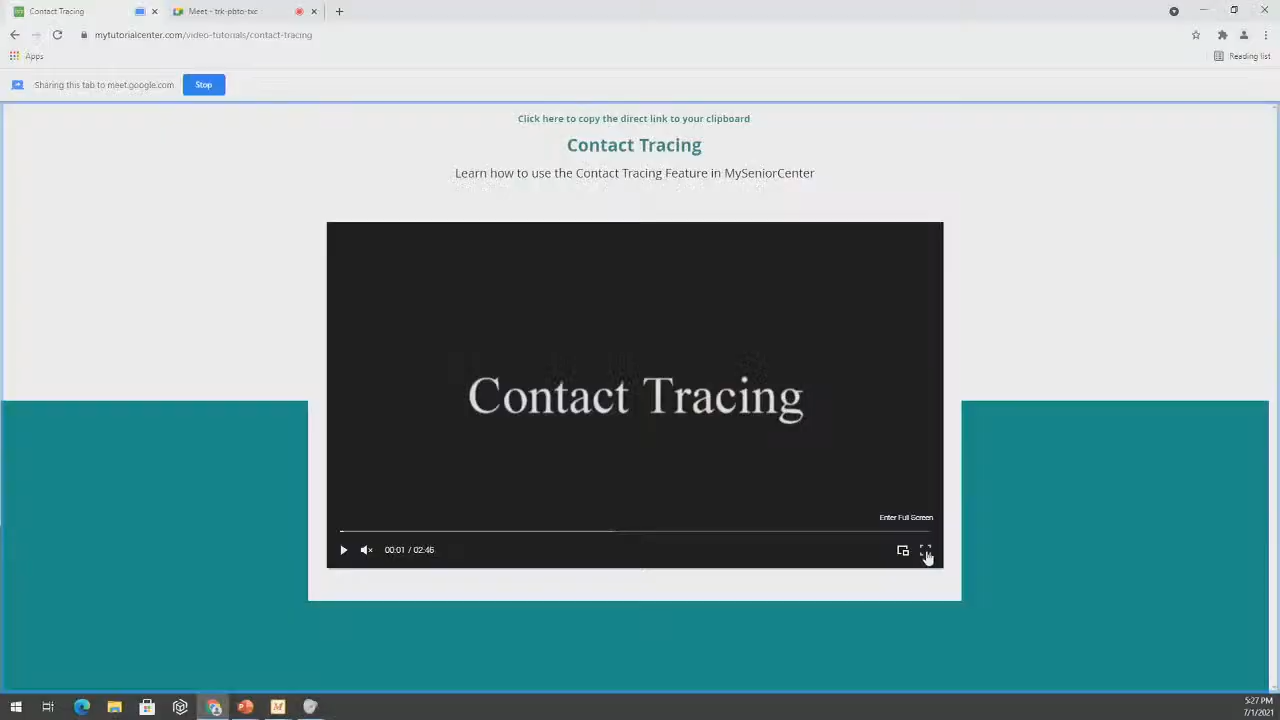 Contact Tracing
Meet - trk-pbto-txc
mytutorialcenter.com/video-tutorials/contact-tracing
Apps
Reading list
Sharing this tab to meet.google.com
Stop
Click here to copy the direct link to your clipboard
Contact Tracing
Learn how to use the Contact Tracing Feature in MySeniorCenter
Contact Tracing
Enter Full Screen
00:01 / 02:46
5:27 PM
7/1/2021